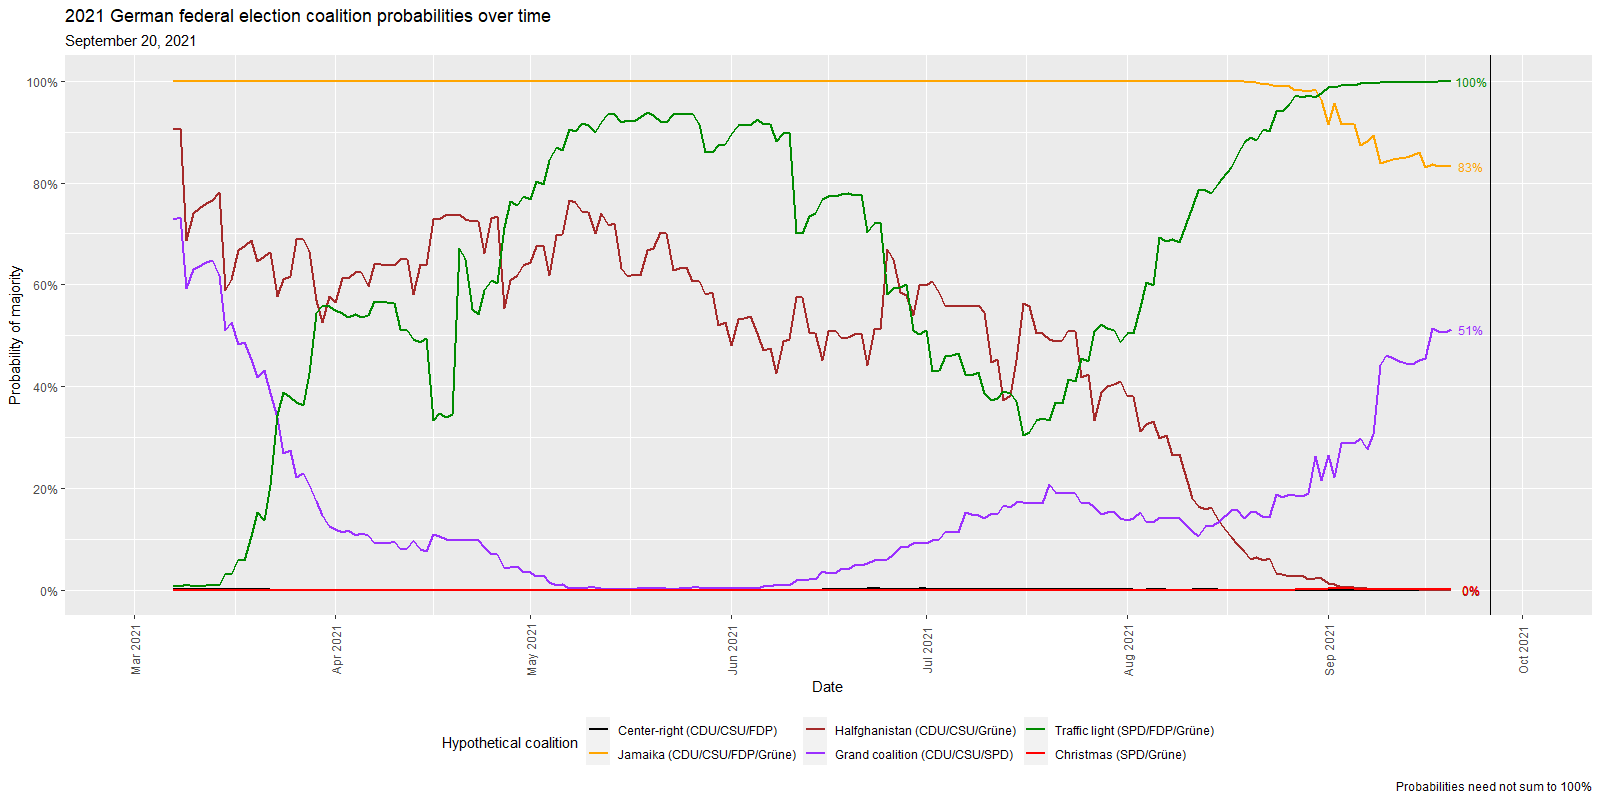 2021 German federal election coalition probabilities over time
September 20, 2021
Probability of majority
100%
80%
60%
40%
20%
0%
100%
83%
51%
0%
Mar 2021
Apr 2021
May 2021
Jun 2021
Jul 2021
Aug 2021
Sep 2021
Oct 2021
Date
Hypothetical coalition
Center-right (CDU/CSU/FDP)
Halfghanistan (CDU/CSU/Grüne)
Traffic light (SPD/FDP/Grüne)
Jamaika (CDU/CSU/FDP/Grüne)
Grand coalition (CDU/CSU/SPD)
Christmas (SPD/Grüne)
Probabilities need not sum to 100%